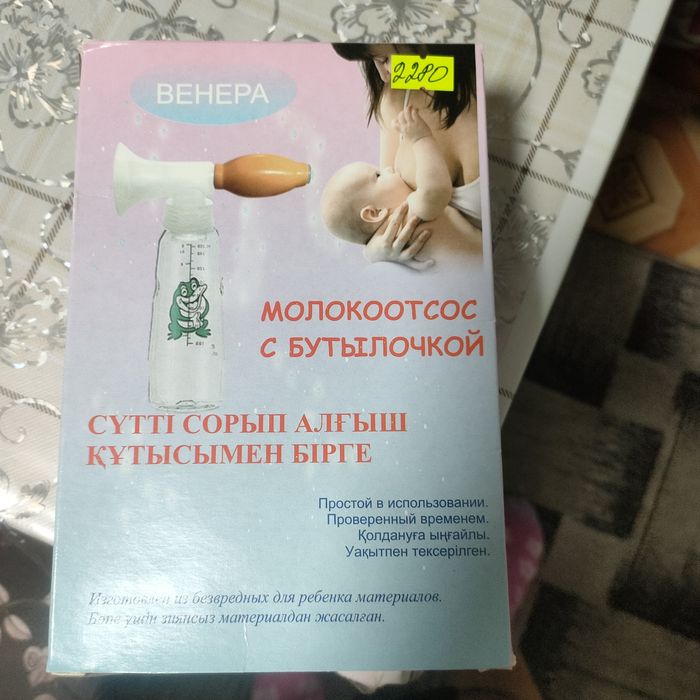 2280
ВЕНЕРА
МОЛОКООТСОС
С БУТЫЛОЧКОЙ
СҮТТІ СОРЫП АЛҒЫШ
ҚҰТЫСЫМЕН БІРГЕ
Простой в использовании.
Проверенный временем.
Қолдануға ыңғайлы.
Уақытпен тексерілген.
Изготовлен из безвредных для ребенка материалов.
Бөпе үшін зиянсыз материалдан жасалған.